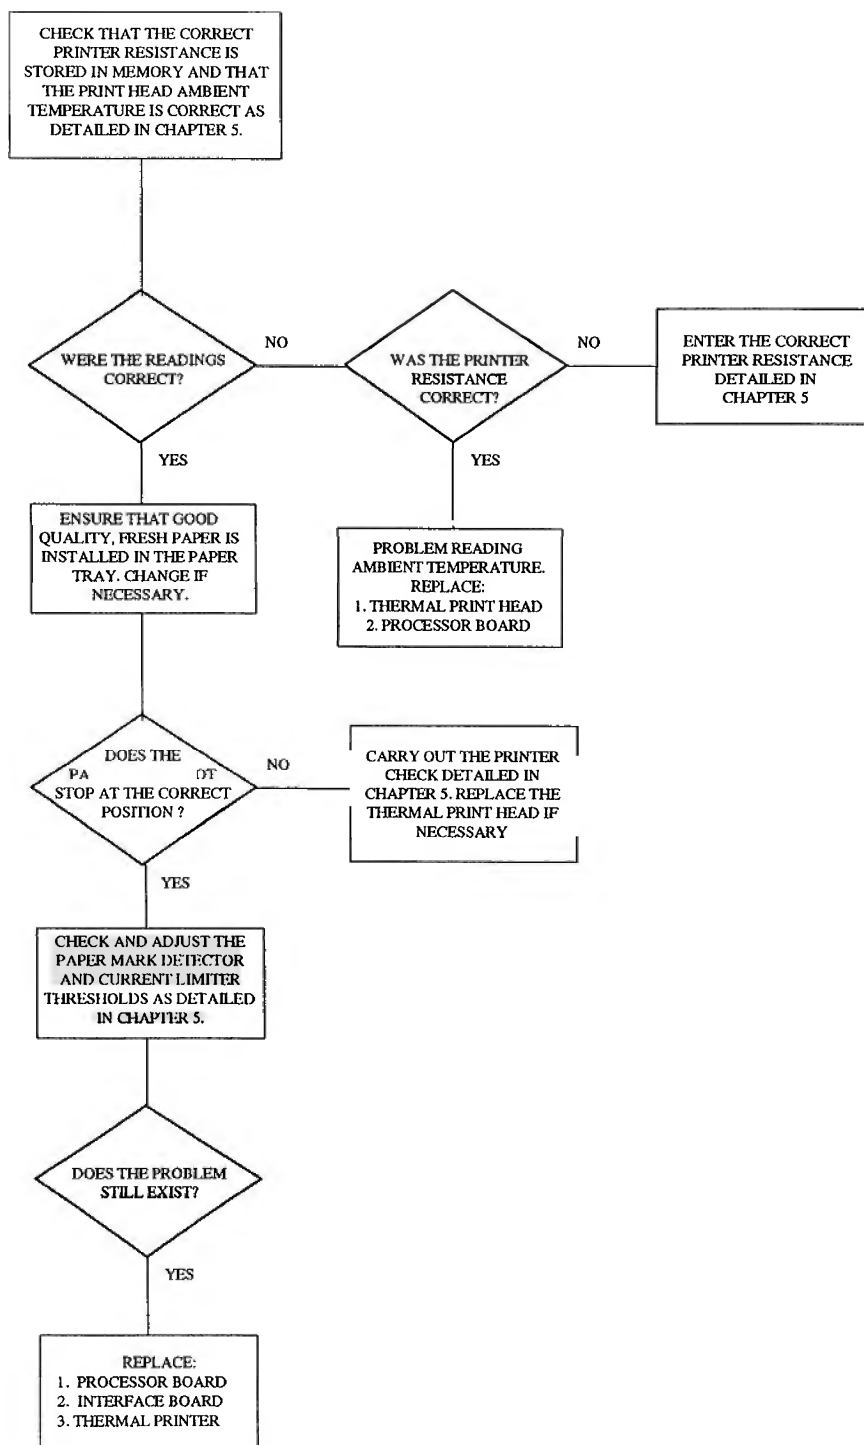 CHECK THAT THE CORRECT
PRINTER RESISTANCE IS
STORED IN MEMORY AND THAT
THE PRINT HEAD AMBIENT
TEMPERATURE IS CORRECT AS
DETAILED IN CHAPTER 5.
WERE THE READINGS
CORRECT?
NO
WAS THE PRINTER
RESISTANCE
CORRECT?
NO
ENTER THE CORRECT
PRINTER RESISTANCE
DETAILED IN
CHAPTER 5
YES
YES
ENSURE THAT GOOD
QUALITY, FRESH PAPER IS
INSTALLED IN THE PAPER
TRAY. CHANGE IF
NECESSARY.
PROBLEM READING
AMBIENT TEMPERATURE.
REPLACE:
1. THERMAL PRINT HEAD
2. PROCESSOR BOARD
DOES THE
STOP AT THE CORRECT
POSITION ?
NO
CARRY OUT THE PRINTER
CHECK DETAILED IN
CHAPTER 5. REPLACE THE
THERMAL PRINT HEAD IF
NECESSARY
YES
CHECK AND ADJUST THE
PAPER MARK DETECTOR
AND CURRENT LIMITER
THRESHOLDS AS DETAILED
IN CHAPTER 5.
DOES THE PROBLEM
STILL EXIST?
YES
REPLACE:
1. PROCESSOR BOARD
2. INTERFACE BOARD
3. THERMAL PRINTER